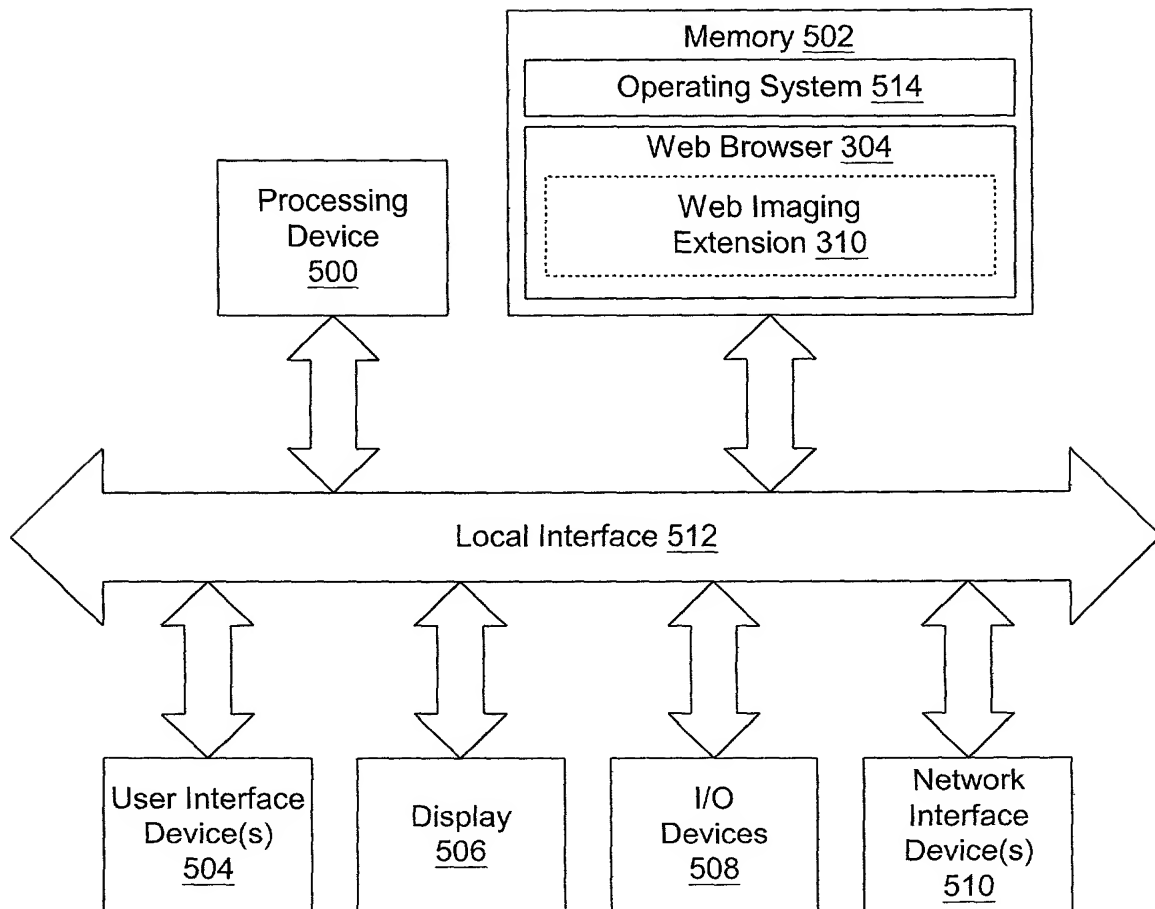 Memory 502
Operating System 514
Web Browser 304
Web Imaging
Extension 310
Processing
Device
500
Local Interface 512
User Interface
Device(s)
504
Display
506
I/O
Devices
508
Network
Interface
Device(s)
510